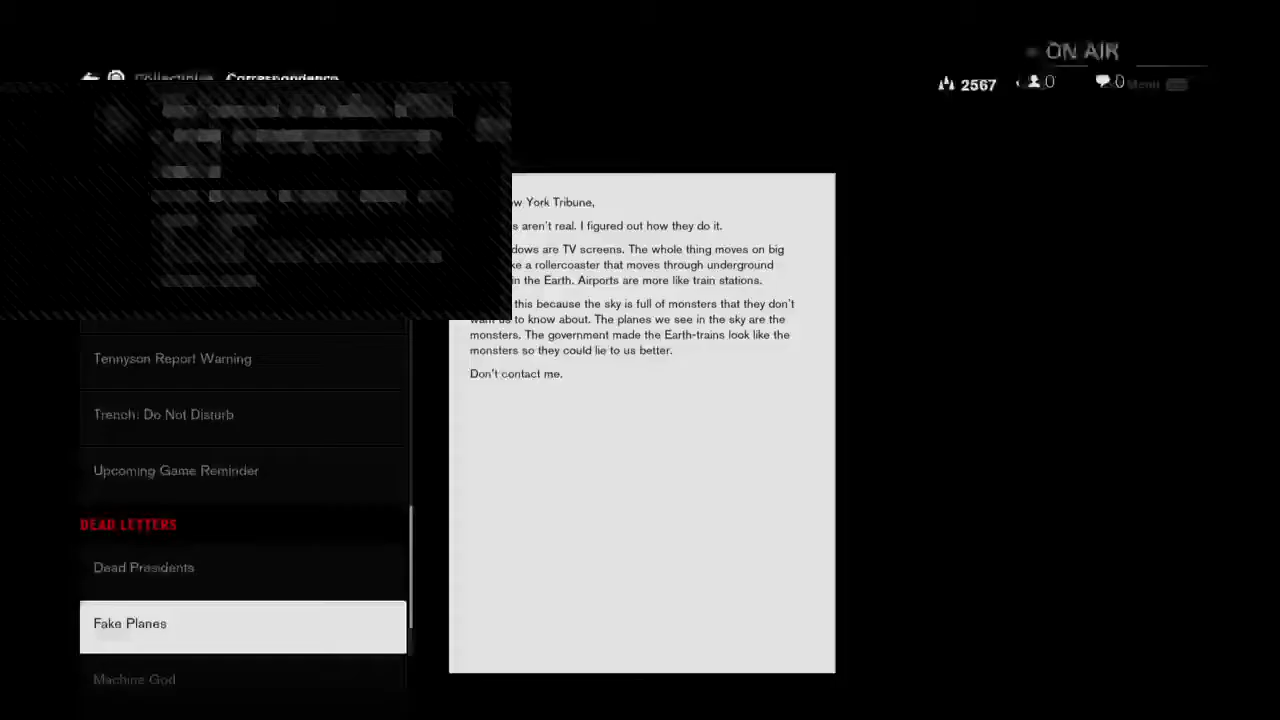 ON AIR
Correspondence
2567
0
0
Menu
w York Tribune,
s aren't real. I figured out how they do it.
dows are TV screens. The whole thing moves on big
ke a rollercoaster that moves through underground
in the Earth. Airports are more like train stations.
this because the sky is full of monsters that they don't
want us to know about. The planes we see in the sky are the
monsters. The government made the Earth-trains look like the
monsters so they could lie to us better.
Don't contact me.
Tennyson Report Warning
Trench: Do Not Disturb
Upcoming Game Reminder
DEAD LETTERS
Dead Presidents
Fake Planes
Machine God